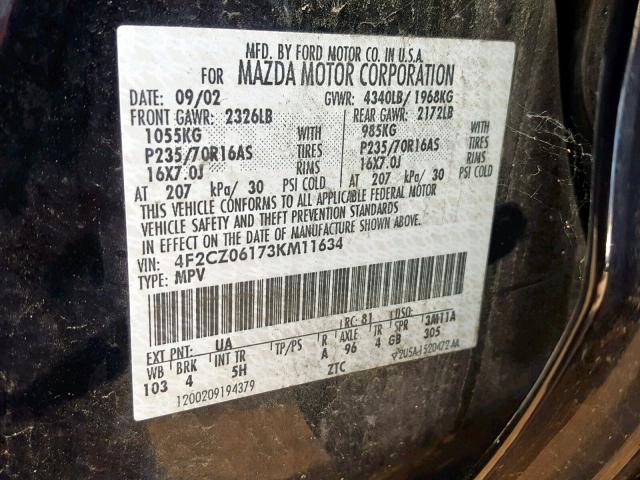 MFD. BY FORD MOTOR CO. IN U.S.A.
FOR MAZDA MOTOR CORPORATION
DATE: 09/02 GVWR: 4340LB/ 1968KG
FRONT GAWR: 2326LB REAR GAWR: 2172LB
1055KG WITH 985KG WITH
P235/70R16AS TIRES P235/70R16AS TIRES
16X7.0J RIMS 16X7.0J RIMS
AT 207 kPa/ 30 PSI COLD AT 207 kPa/ 30 PSI COLD
THIS VEHICLE CONFORMS TO ALL APPLICABLE FEDERAL MOTOR
VEHICLE SAFETY AND THEFT PREVENTION STANDARDS
IN EFFECT ON THE DATE OF MANUFACTURE SHOWN ABOVE.
VIN: 4F2CZ06173KM11634
TYPE: MPV
EXT PNT: UA RC: 81 DSO: 3M11A
WB BRK INT TR TP/PS R AXLE TR SPR 305
103 4 5H A 96 4 GB
1200209194379 ZTC